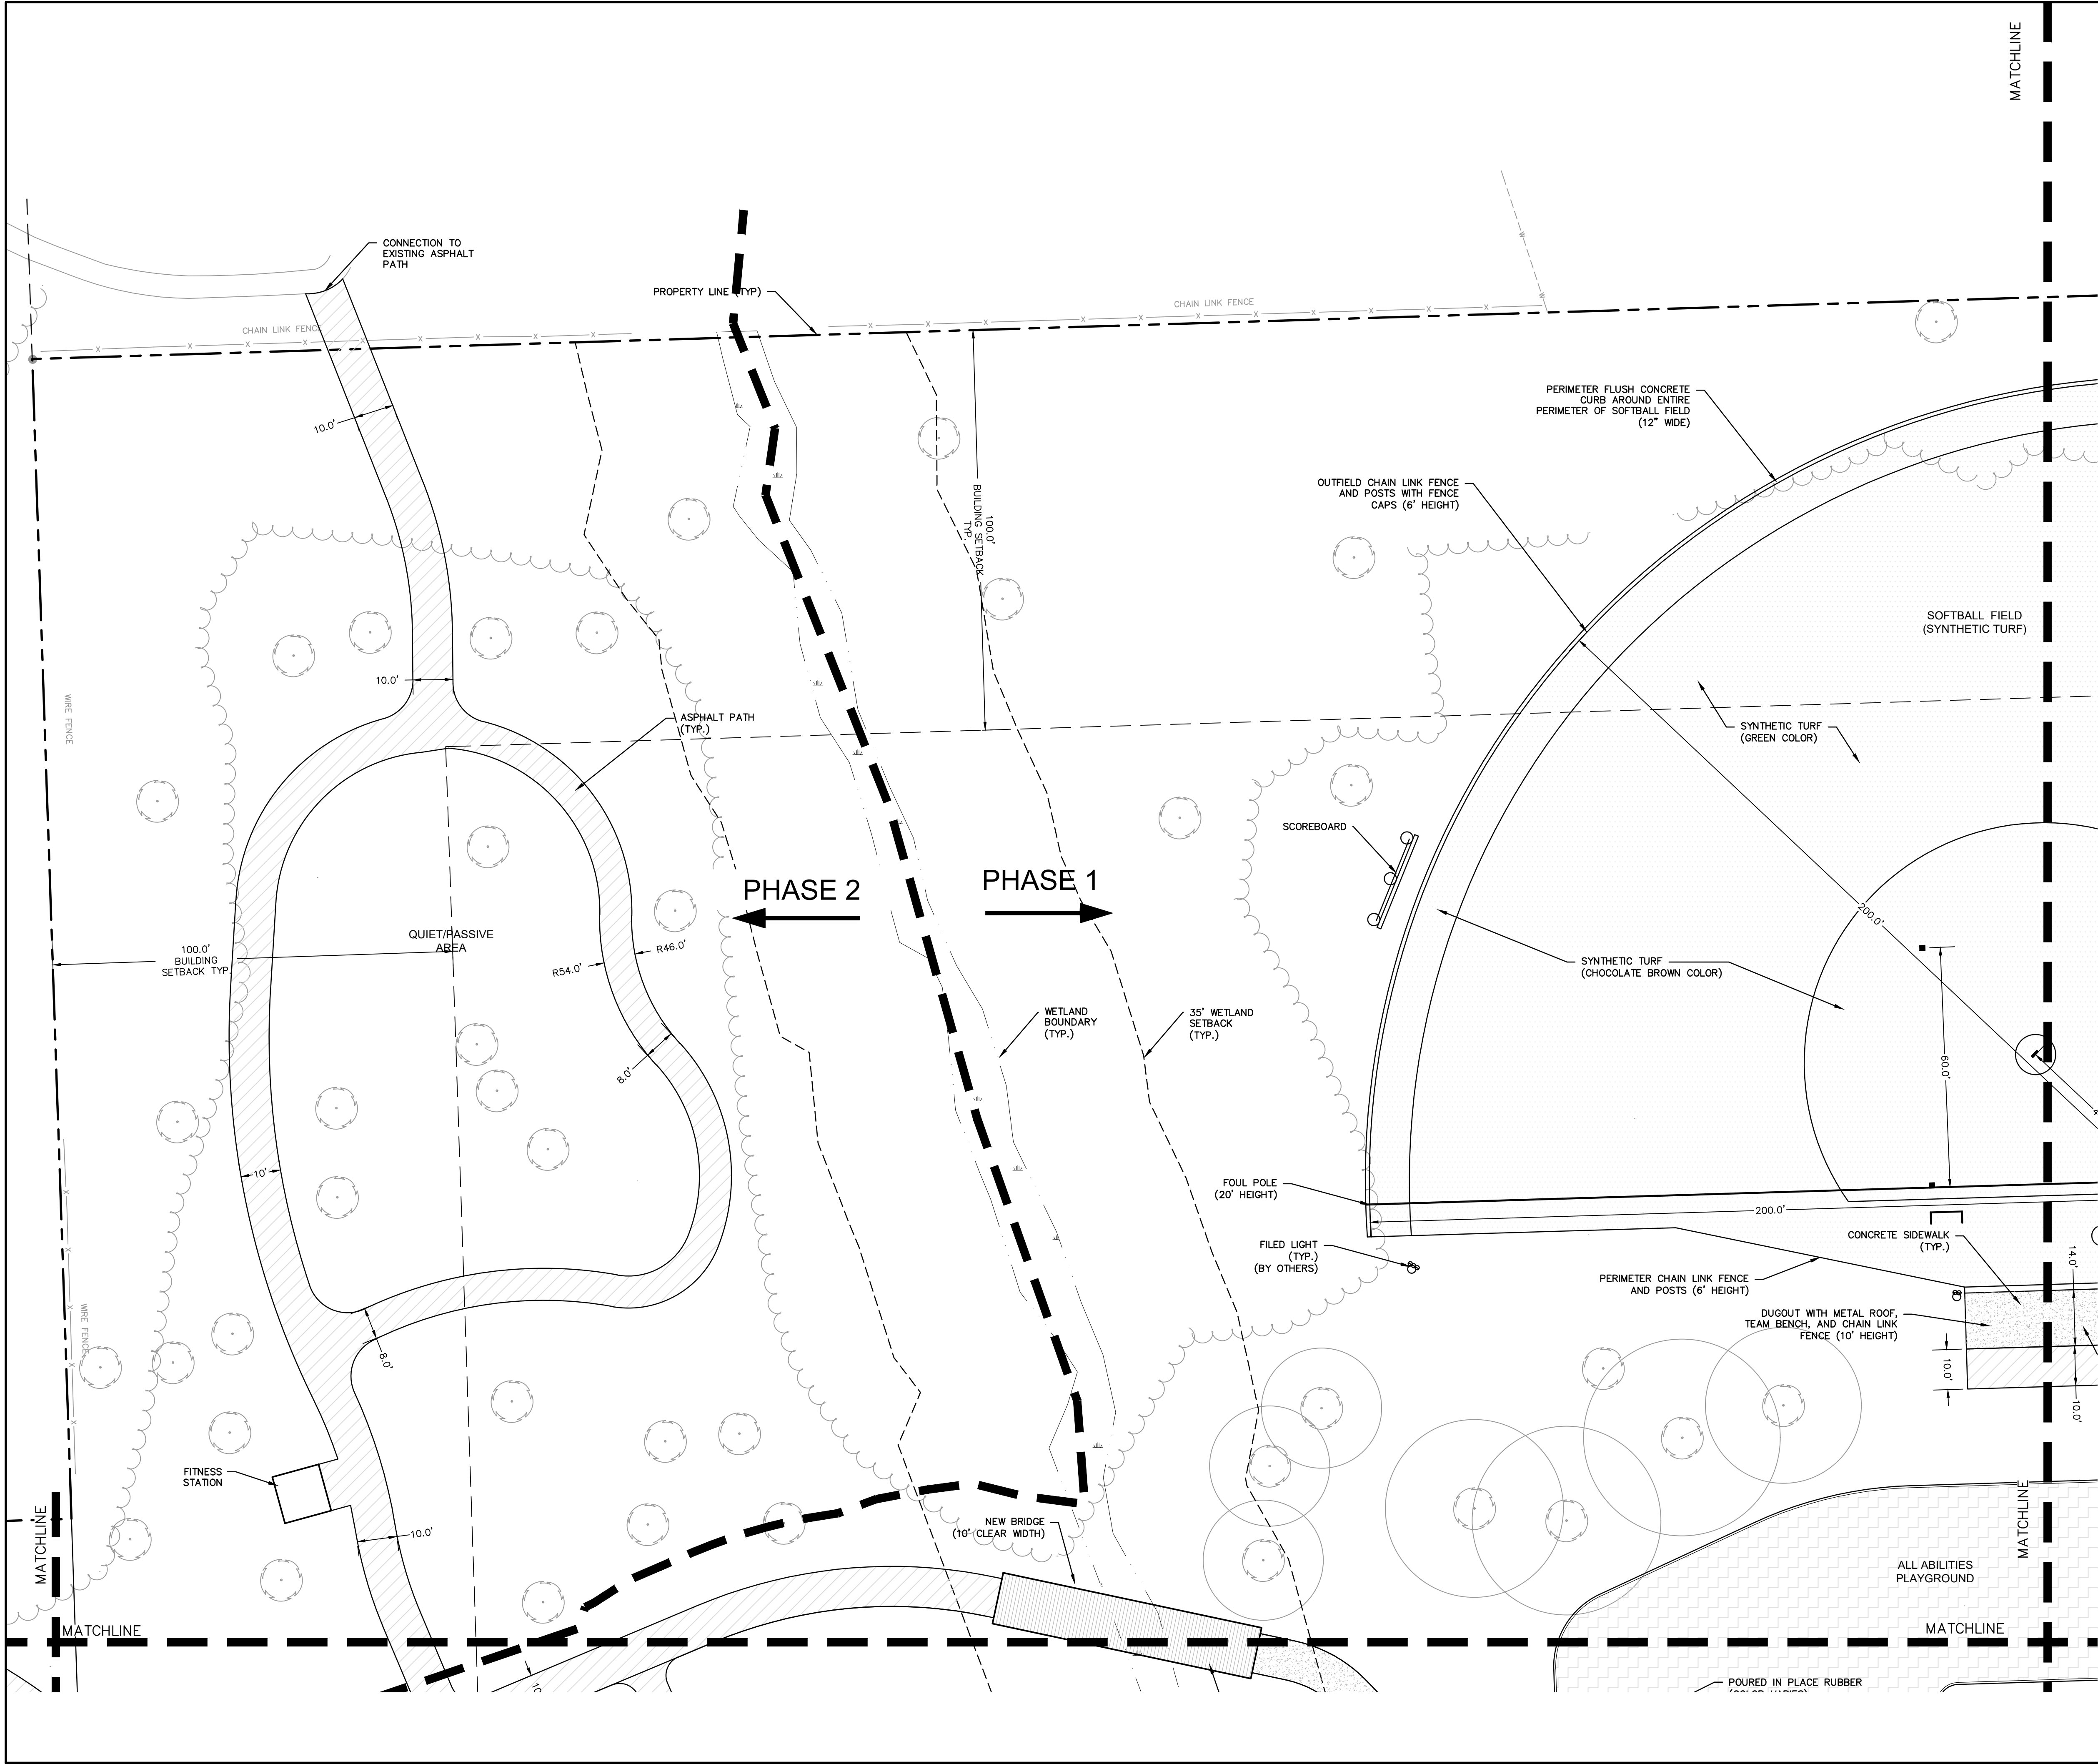 MATCHLINE
CONNECTION TO
EXISTING ASPHALT
PATH
PROPERTY LINE (TYP)
CHAIN LINK FENCE
CHAIN LINK FENCE
10.0'
PERIMETER FLUSH CONCRETE
CURB AROUND ENTIRE
PERIMETER OF SOFTBALL FIELD
(12" WIDE)
OUTFIELD CHAIN LINK FENCE
AND POSTS WITH FENCE
CAPS (6' HEIGHT)
100.0'
BUILDING SETBACK
TYP.
SOFTBALL FIELD
(SYNTHETIC TURF)
10.0'
WIRE FENCE
ASPHALT PATH
(TYP.)
SYNTHETIC TURF
(GREEN COLOR)
SCOREBOARD
PHASE 2
PHASE 1
200.0'
QUIET/PASSIVE
AREA
100.0'
BUILDING
SETBACK TYP.
R54.0'
R46.0'
SYNTHETIC TURF
(CHOCOLATE BROWN COLOR)
WETLAND
BOUNDARY
(TYP.)
35' WETLAND
SETBACK
(TYP.)
60.0'
8.0'
10'
FOUL POLE
(20' HEIGHT)
200.0'
CONCRETE SIDEWALK
(TYP.)
FILED LIGHT
(TYP.)
(BY OTHERS)
14.0'
PERIMETER CHAIN LINK FENCE
AND POSTS (6' HEIGHT)
WIRE FENCE
DUGOUT WITH METAL ROOF,
TEAM BENCH, AND CHAIN LINK
FENCE (10' HEIGHT)
8.0'
10.0'
10.0'
FITNESS
STATION
MATCHLINE
MATCHLINE
10.0'
NEW BRIDGE
(10' CLEAR WIDTH)
ALL ABILITIES
PLAYGROUND
MATCHLINE
MATCHLINE
10
POURED IN PLACE RUBBER